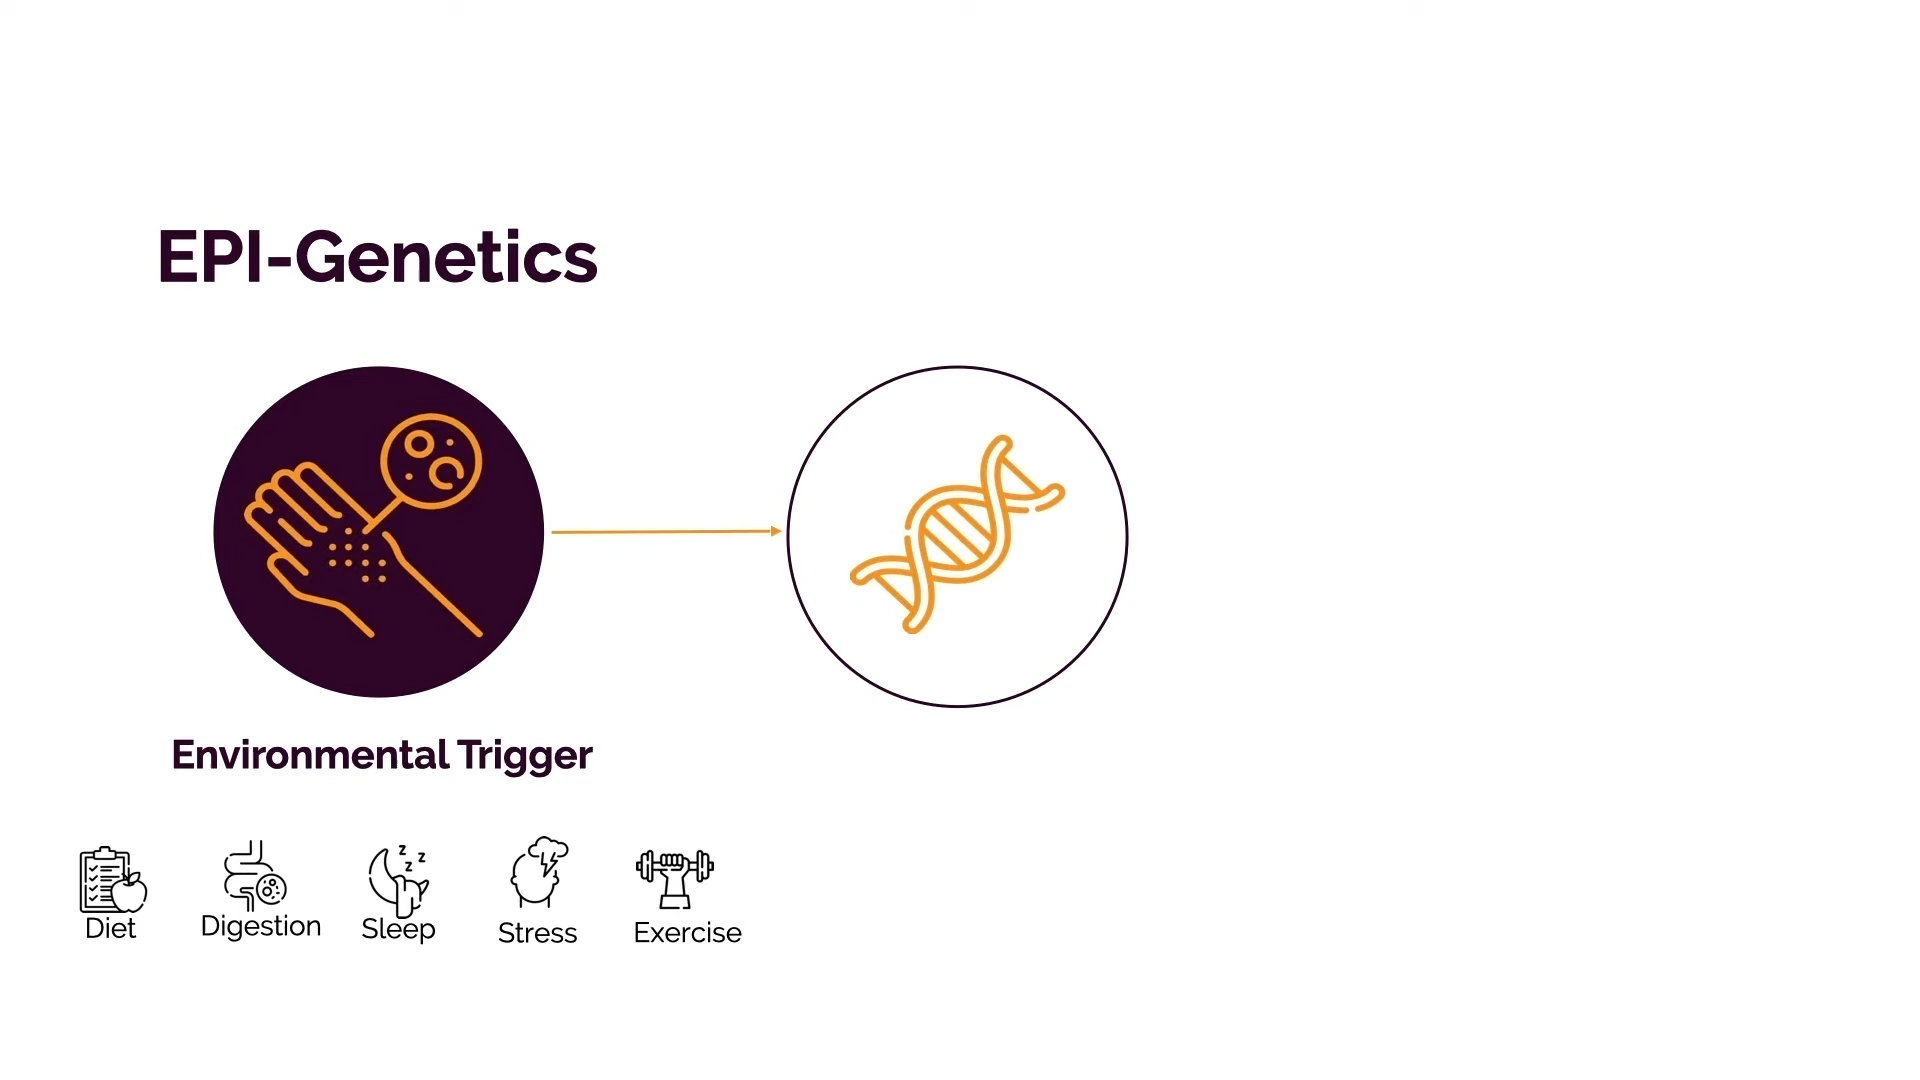 EPI-Genetics
Environmental Trigger
Diet
Digestion
Sleep
Stress
Exercise